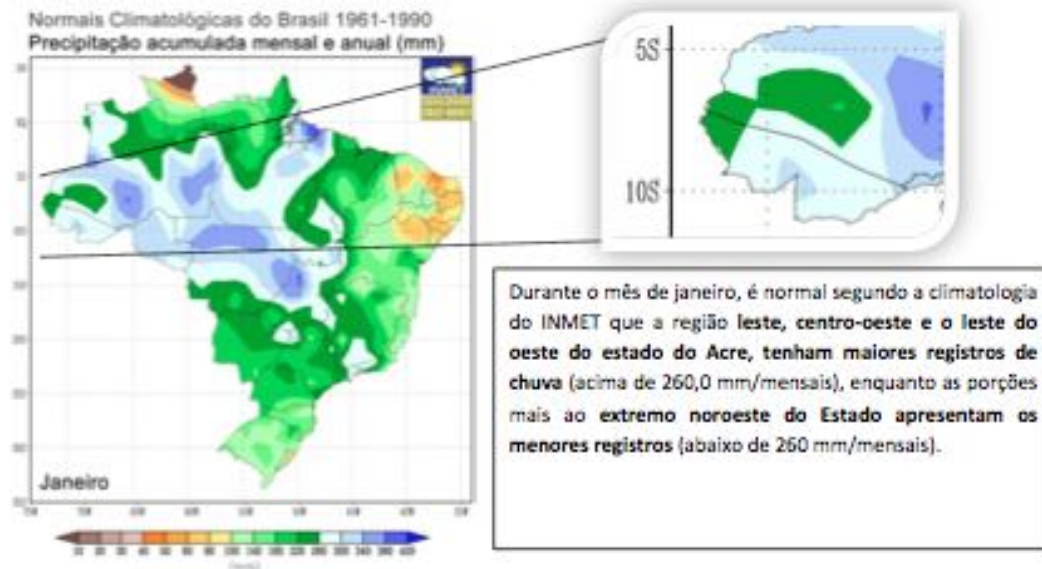 Normais Climatológicas do Brasil 1961-1990
Precipitação acumulada mensal e anual (mm)
INMET
5S
10S
Durante o mês de janeiro, é normal segundo a climatologia
do INMET que a região leste, centro-oeste e o leste do
oeste do estado do Acre, tenham maiores registros de
chuva (acima de 260,0 mm/mensais), enquanto as porções
mais ao extremo noroeste do Estado apresentam os
menores registros (abaixo de 260 mm/mensais).
Janeiro